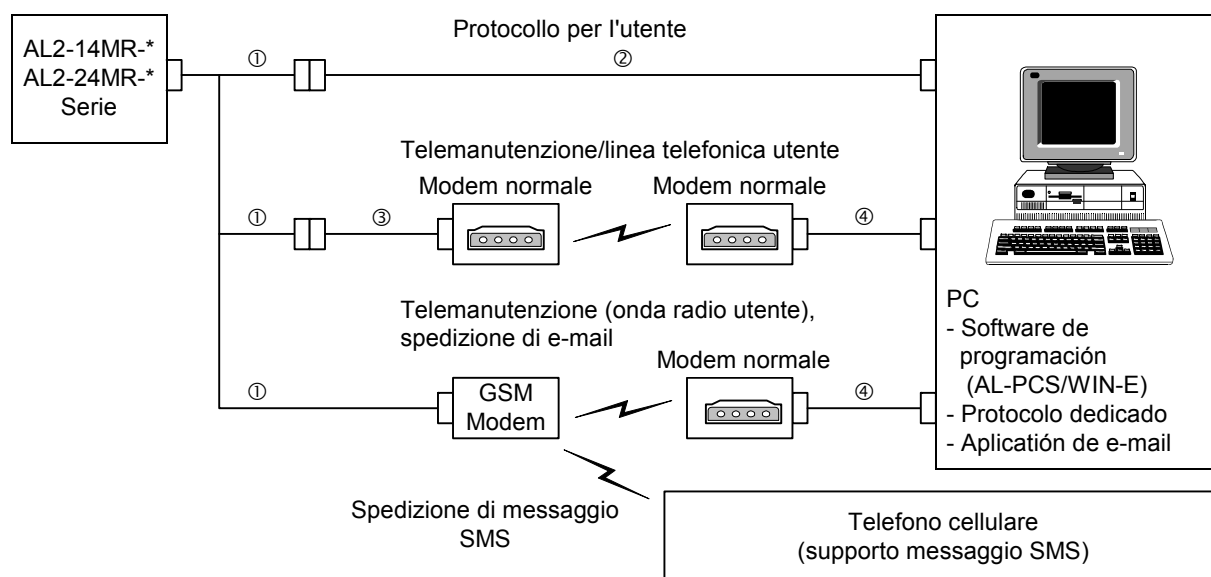 AL2-14MR-*
AL2-24MR-*
Serie
Protocollo per l'utente
①
②
Telemanutenzione/linea telefonica utente
Modem normale
Modem normale
①
③
④
Telemanutenzione (onda radio utente),
spedizione di e-mail
Modem normale
①
GSM
Modem
④
PC
- Software de
programación
(AL-PCS/WIN-E)
- Protocolo dedicado
- Aplicatión de e-mail
Spedizione di messaggio
SMS
Telefono cellulare
(supporto messaggio SMS)